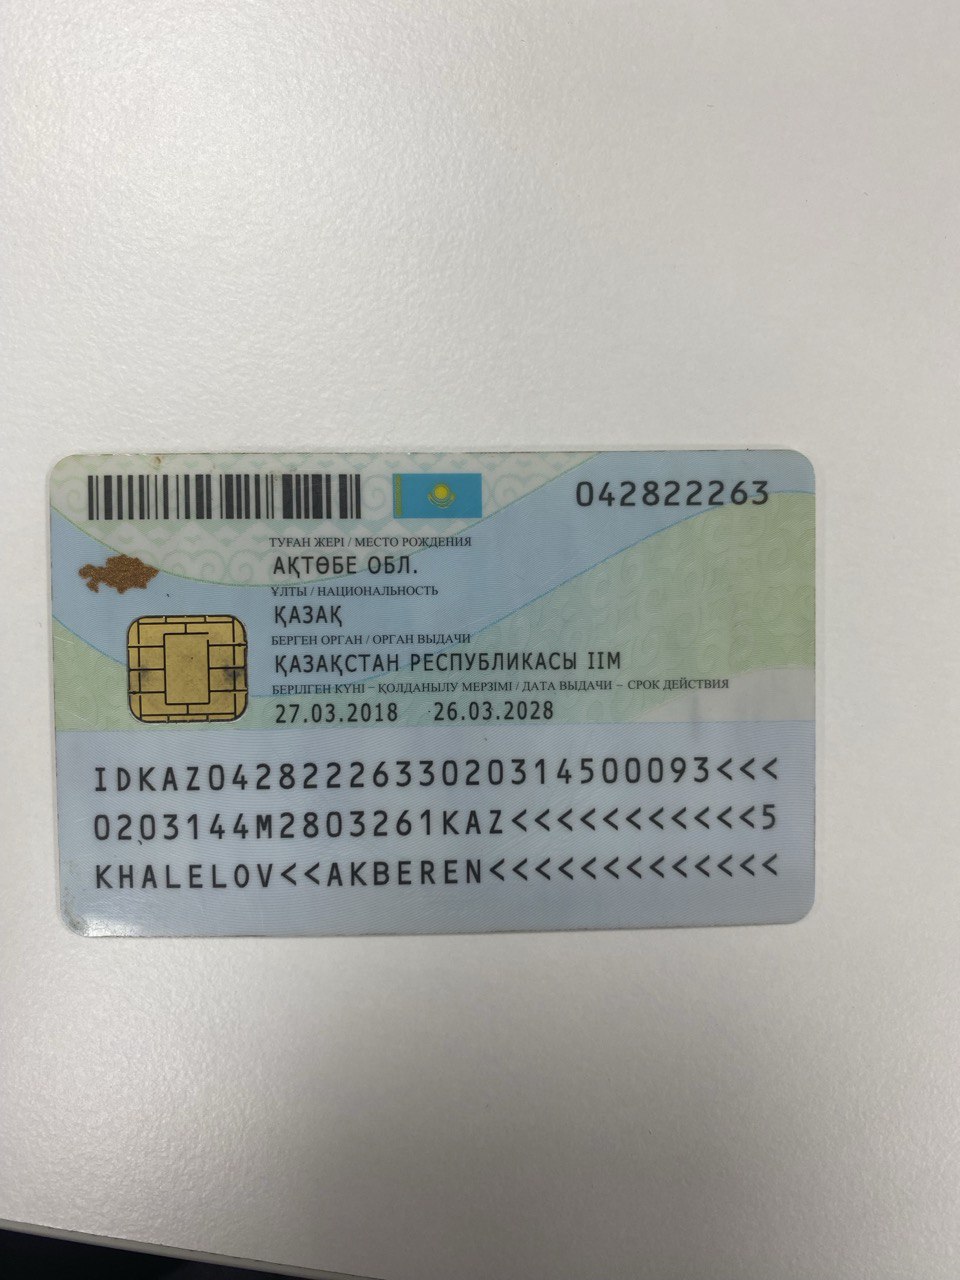 042822263
ТУҒАН ЖЕРІ / МЕСТО РОЖДЕНИЯ
АҚТӨБЕ ОБЛ.
ҰЛТЫ / НАЦИОНАЛЬНОСТЬ
ҚАЗАҚ
БЕРГЕН ОРГАН / ОРГАН ВЫДАЧИ
ҚАЗАҚСТАН РЕСПУБЛИКАСЫ ІІМ
БЕРІЛГЕН КҮНІ – ҚОЛДАНЫЛУ МЕРЗІМІ / ДАТА ВЫДАЧИ – СРОК ДЕЙСТВИЯ
27.03.2018 26.03.2028
IDKAZ0428222633020314500093<<<
0203144M2803261KAZ<<<<<<<<<<<5
KHALELOV<<AKBEREN<<<<<<<<<<<<<